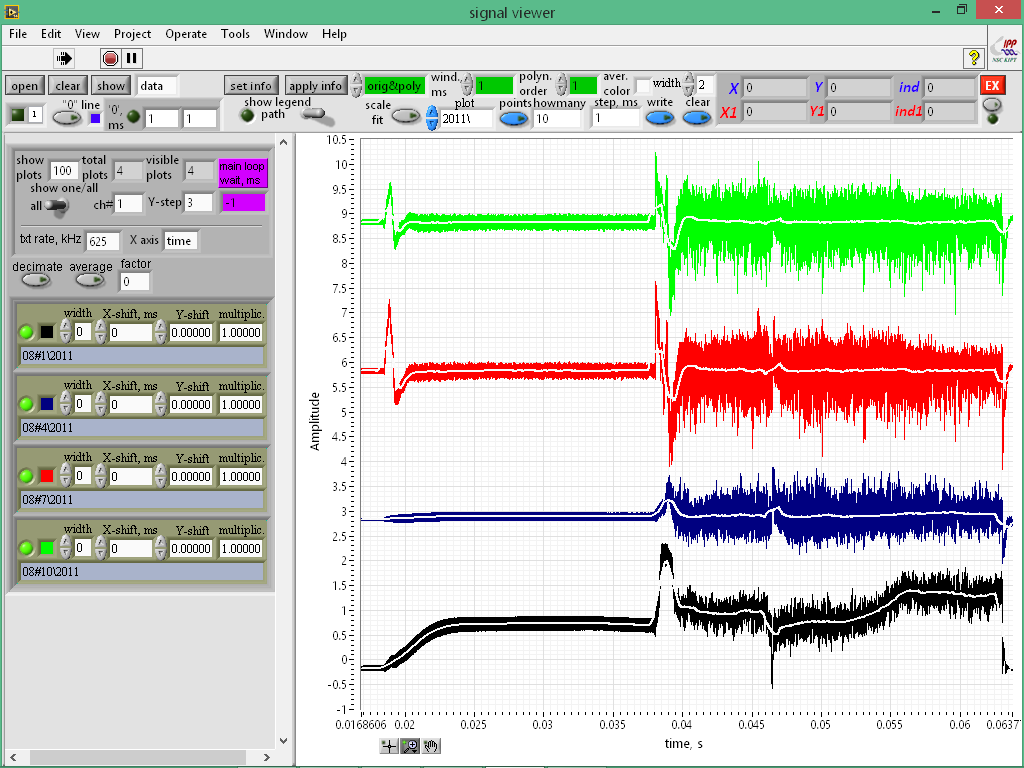 signal viewer
File Edit View Project Operate Tools Window Help
?
IPP
NSC KIPT
open clear show data set info apply info orig&poly wind., ms 1 polyn. order 1 aver. color width 2 X 0 Y 0 ind 0 EX
1 "0" line '0', ms 1 1 show legend path scale fit plot 2011\ points howmany 10 step, ms 1 write clear X1 0 Y1 0 ind1 0
show plots 100 total plots 4 visible plots 4 main loop wait, ms
show one/all
all ch# 1 Y-step 3 -1
txt rate, kHz 625 X axis time
decimate average factor
0
width X-shift, ms Y-shift multiplic.
0 0 0.00000 1.00000
08#1\2011
width X-shift, ms Y-shift multiplic.
0 0 0.00000 1.00000
08#4\2011
width X-shift, ms Y-shift multiplic.
0 0 0.00000 1.00000
08#7\2011
width X-shift, ms Y-shift multiplic.
0 0 0.00000 1.00000
08#10\2011
Amplitude
10.5
10
9.5
9
8.5
8
7.5
7
6.5
6
5.5
5
4.5
4
3.5
3
2.5
2
1.5
1
0.5
0
-0.5
-1
0.0168606 0.02 0.025 0.03 0.035 0.04 0.045 0.05 0.055 0.06 0.0637
time, s